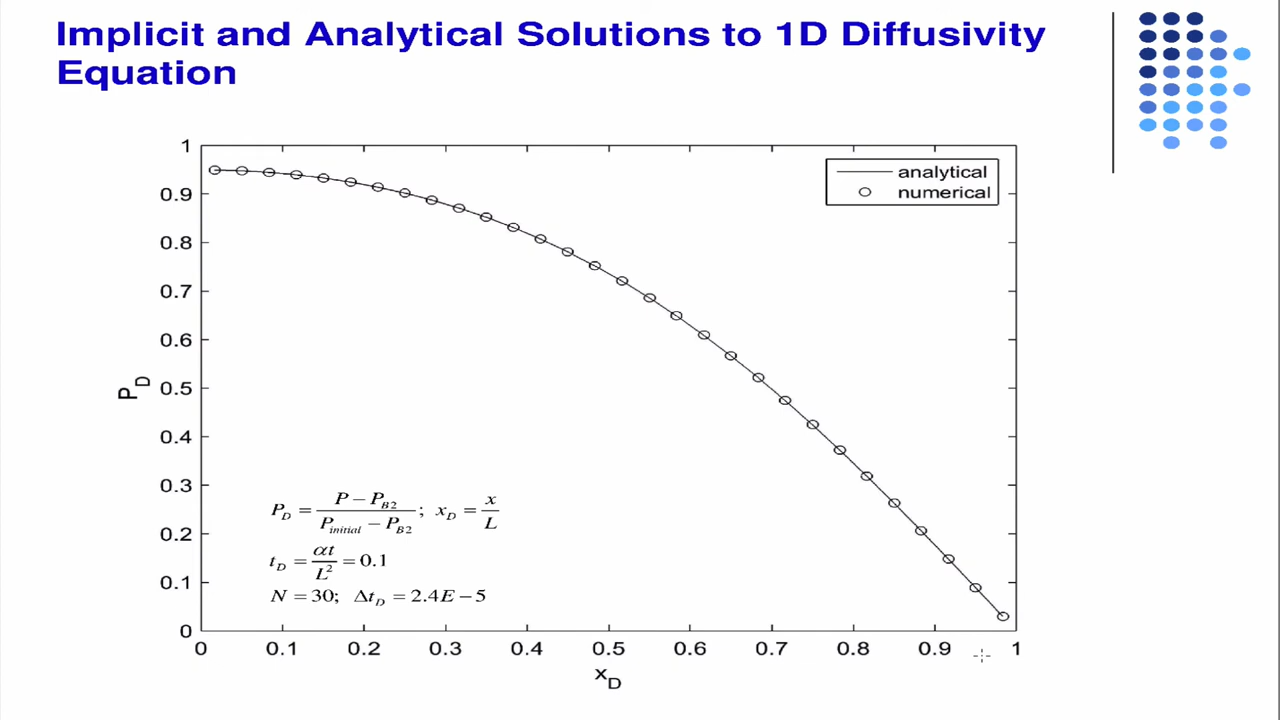 Implicit and Analytical Solutions to 1D Diffusivity
Equation
1
0.9
0.8
0.7
0.6
0.5
0.4
0.3
0.2
0.1
0
P_D
analytical
numerical
P_D = (P − P_B2) / (P_initial − P_B2); x_D = x / L
t_D = αt / L² = 0.1
N = 30; Δt_D = 2.4E − 5
0 0.1 0.2 0.3 0.4 0.5 0.6 0.7 0.8 0.9 1
x_D